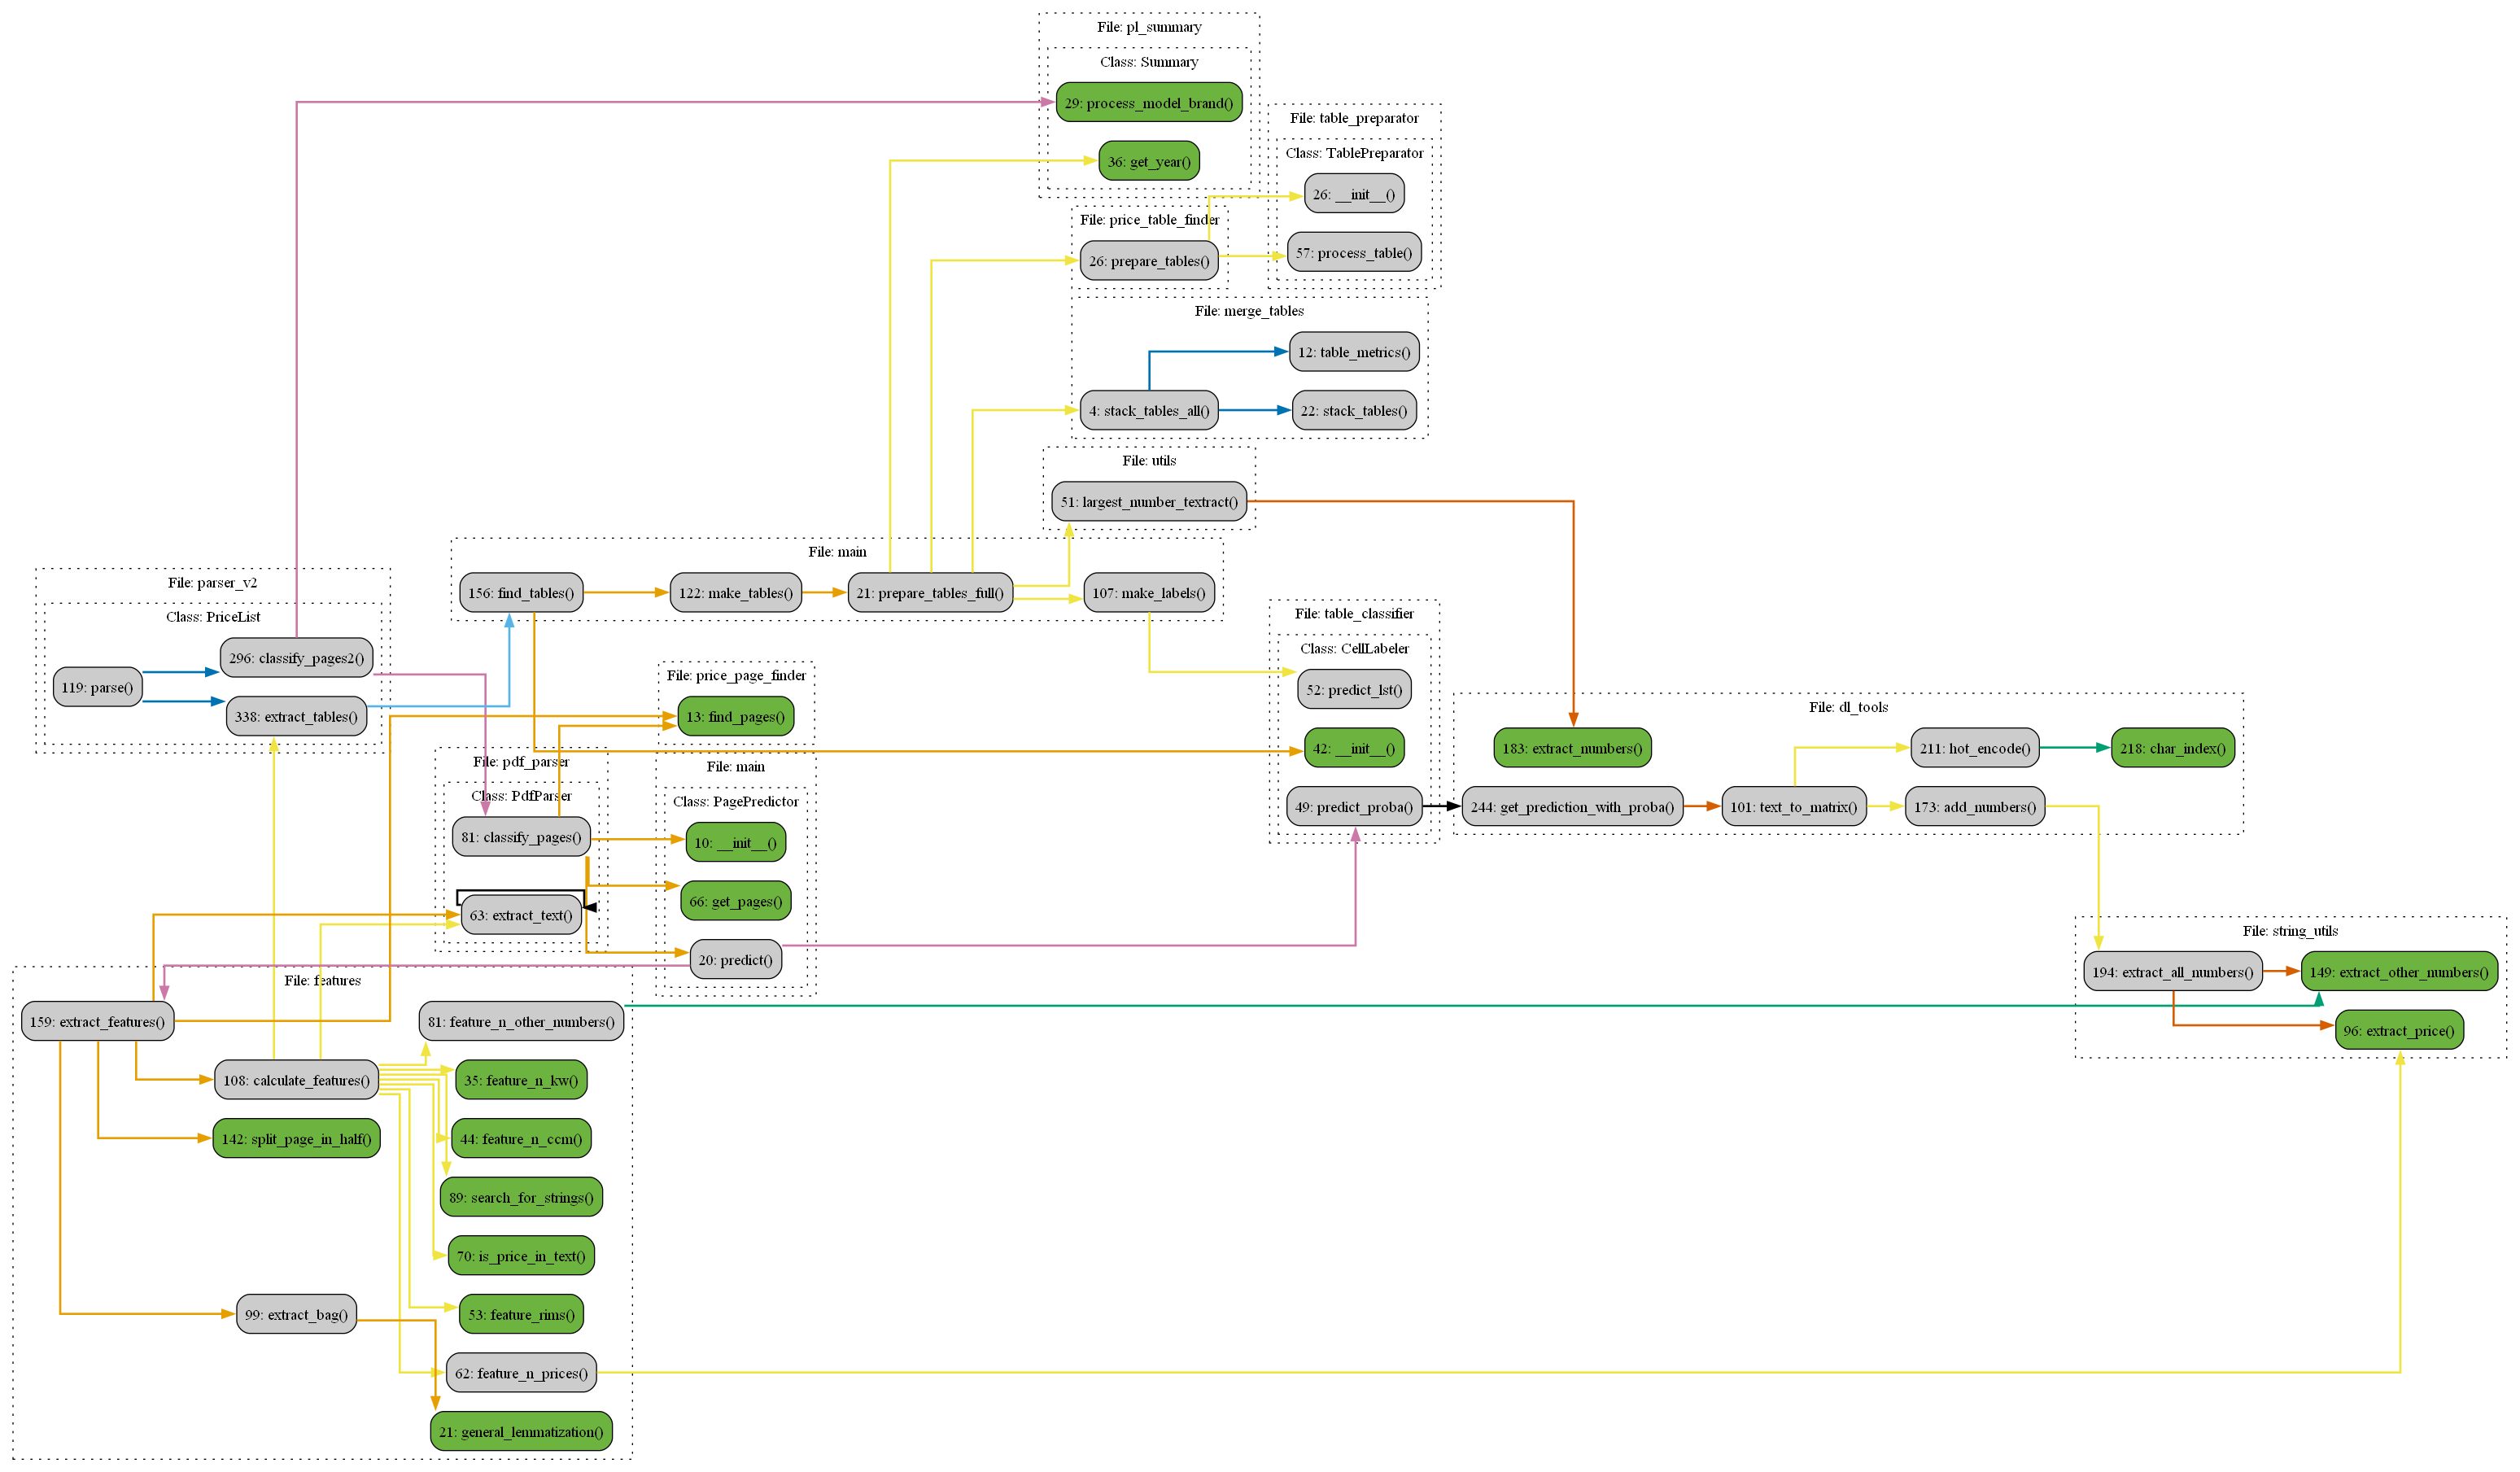 File: pl_summary
Class: Summary
29: process_model_brand()
36: get_year()
File: table_preparator
Class: TablePreparator
26: __init__()
57: process_table()
File: price_table_finder
26: prepare_tables()
File: merge_tables
12: table_metrics()
4: stack_tables_all()
22: stack_tables()
File: utils
51: largest_number_textract()
File: main
156: find_tables()
122: make_tables()
21: prepare_tables_full()
107: make_labels()
File: parser_v2
Class: PriceList
296: classify_pages2()
119: parse()
338: extract_tables()
File: table_classifier
Class: CellLabeler
52: predict_lst()
42: __init__()
49: predict_proba()
File: price_page_finder
13: find_pages()
File: dl_tools
183: extract_numbers()
211: hot_encode()
218: char_index()
244: get_prediction_with_proba()
101: text_to_matrix()
173: add_numbers()
File: pdf_parser
Class: PdfParser
81: classify_pages()
63: extract_text()
File: main
Class: PagePredictor
10: __init__()
66: get_pages()
20: predict()
File: string_utils
194: extract_all_numbers()
149: extract_other_numbers()
96: extract_price()
File: features
159: extract_features()
81: feature_n_other_numbers()
108: calculate_features()
35: feature_n_kw()
142: split_page_in_half()
44: feature_n_ccm()
89: search_for_strings()
70: is_price_in_text()
99: extract_bag()
53: feature_rims()
62: feature_n_prices()
21: general_lemmatization()